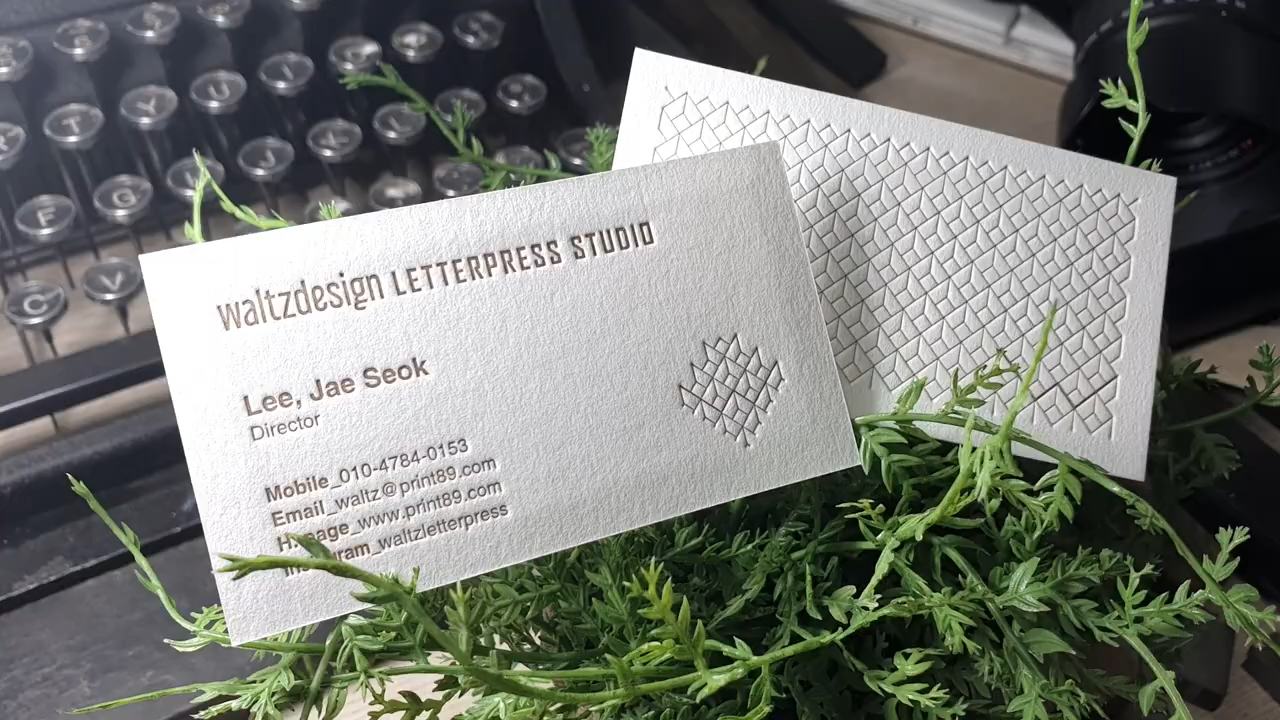 waltzdesign LETTERPRESS STUDIO
Lee, Jae Seok
Director
Mobile_010-4784-0153
Email_waltz@print89.com
www.print89.com
waltzletterpress
T
Y
U
I
F
G
J
C
V